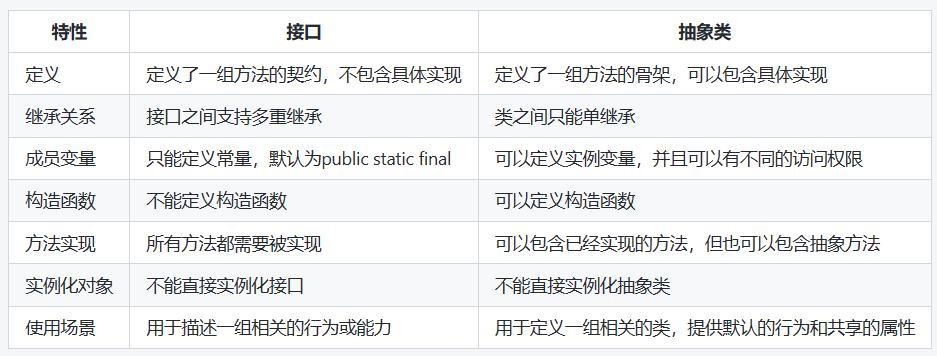 特性 接口 抽象类
定义 定义了一组方法的契约，不包含具体实现 定义了一组方法的骨架，可以包含具体实现
继承关系 接口之间支持多重继承 类之间只能单继承
成员变量 只能定义常量，默认为public static final 可以定义实例变量，并且可以有不同的访问权限
构造函数 不能定义构造函数 可以定义构造函数
方法实现 所有方法都需要被实现 可以包含已经实现的方法，但也可以包含抽象方法
实例化对象 不能直接实例化接口 不能直接实例化抽象类
使用场景 用于描述一组相关的行为或能力 用于定义一组相关的类，提供默认的行为和共享的属性